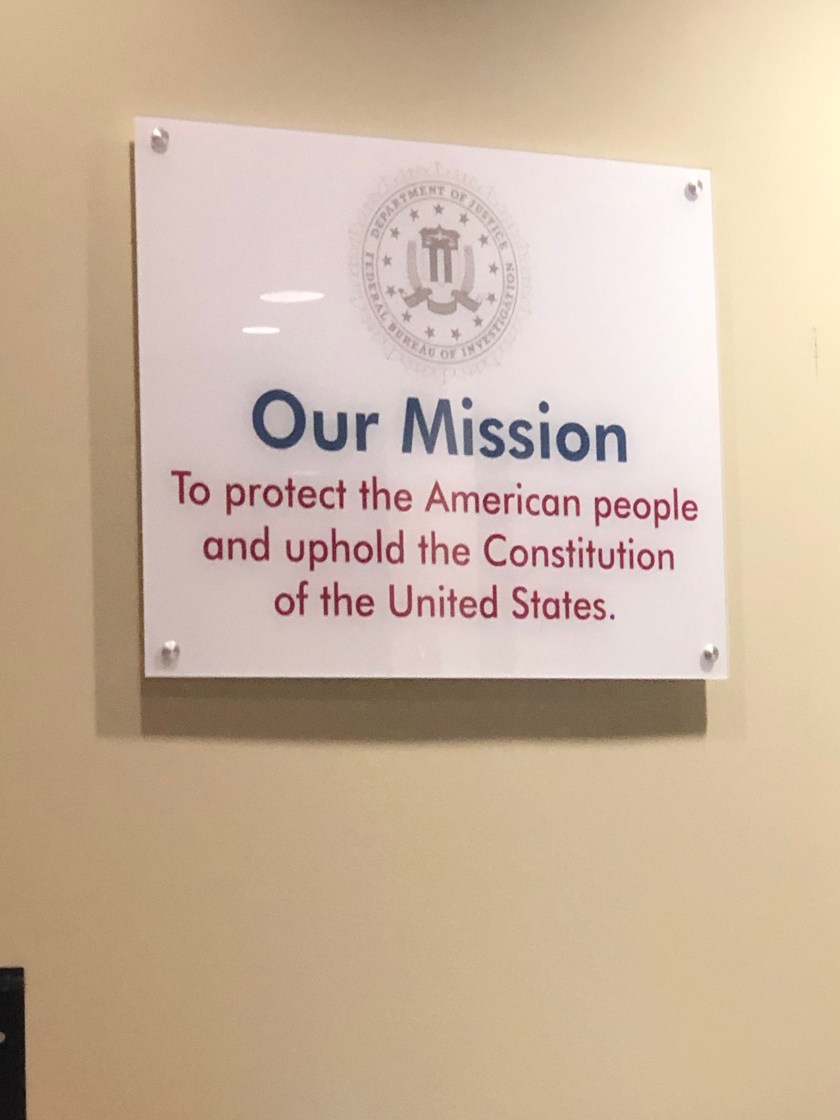 DEPARTMENT OF JUSTICE
FEDERAL BUREAU OF INVESTIGATION
Our Mission
To protect the American people
and uphold the Constitution
of the United States.